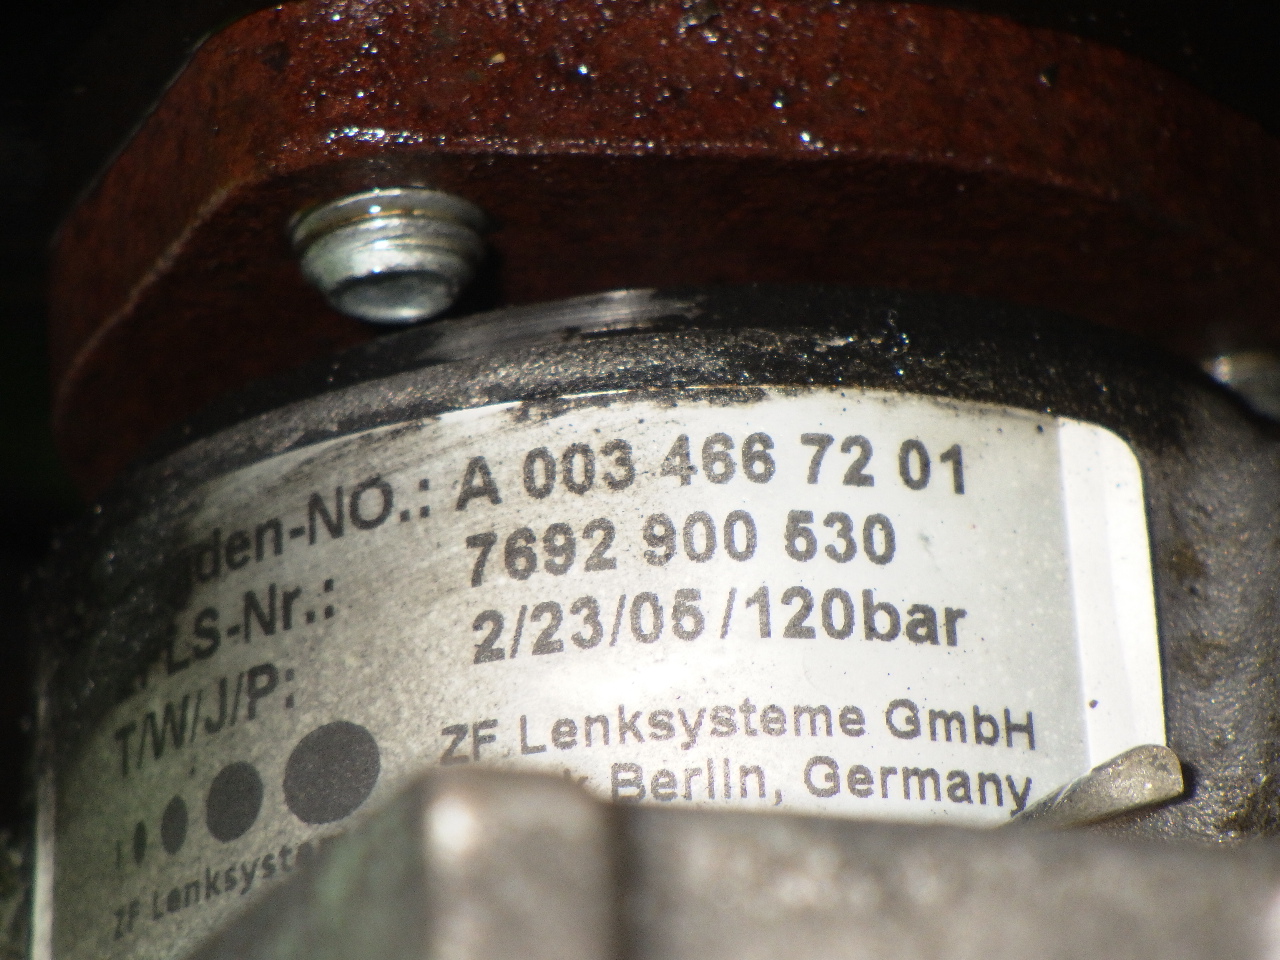 den-NO.: A 003 466 72 01
LS-Nr.: 7692 900 530
T/W/J/P: 2/23/05/120bar
ZF Lenksysteme GmbH
Berlin, Germany
ZF Lenksyst